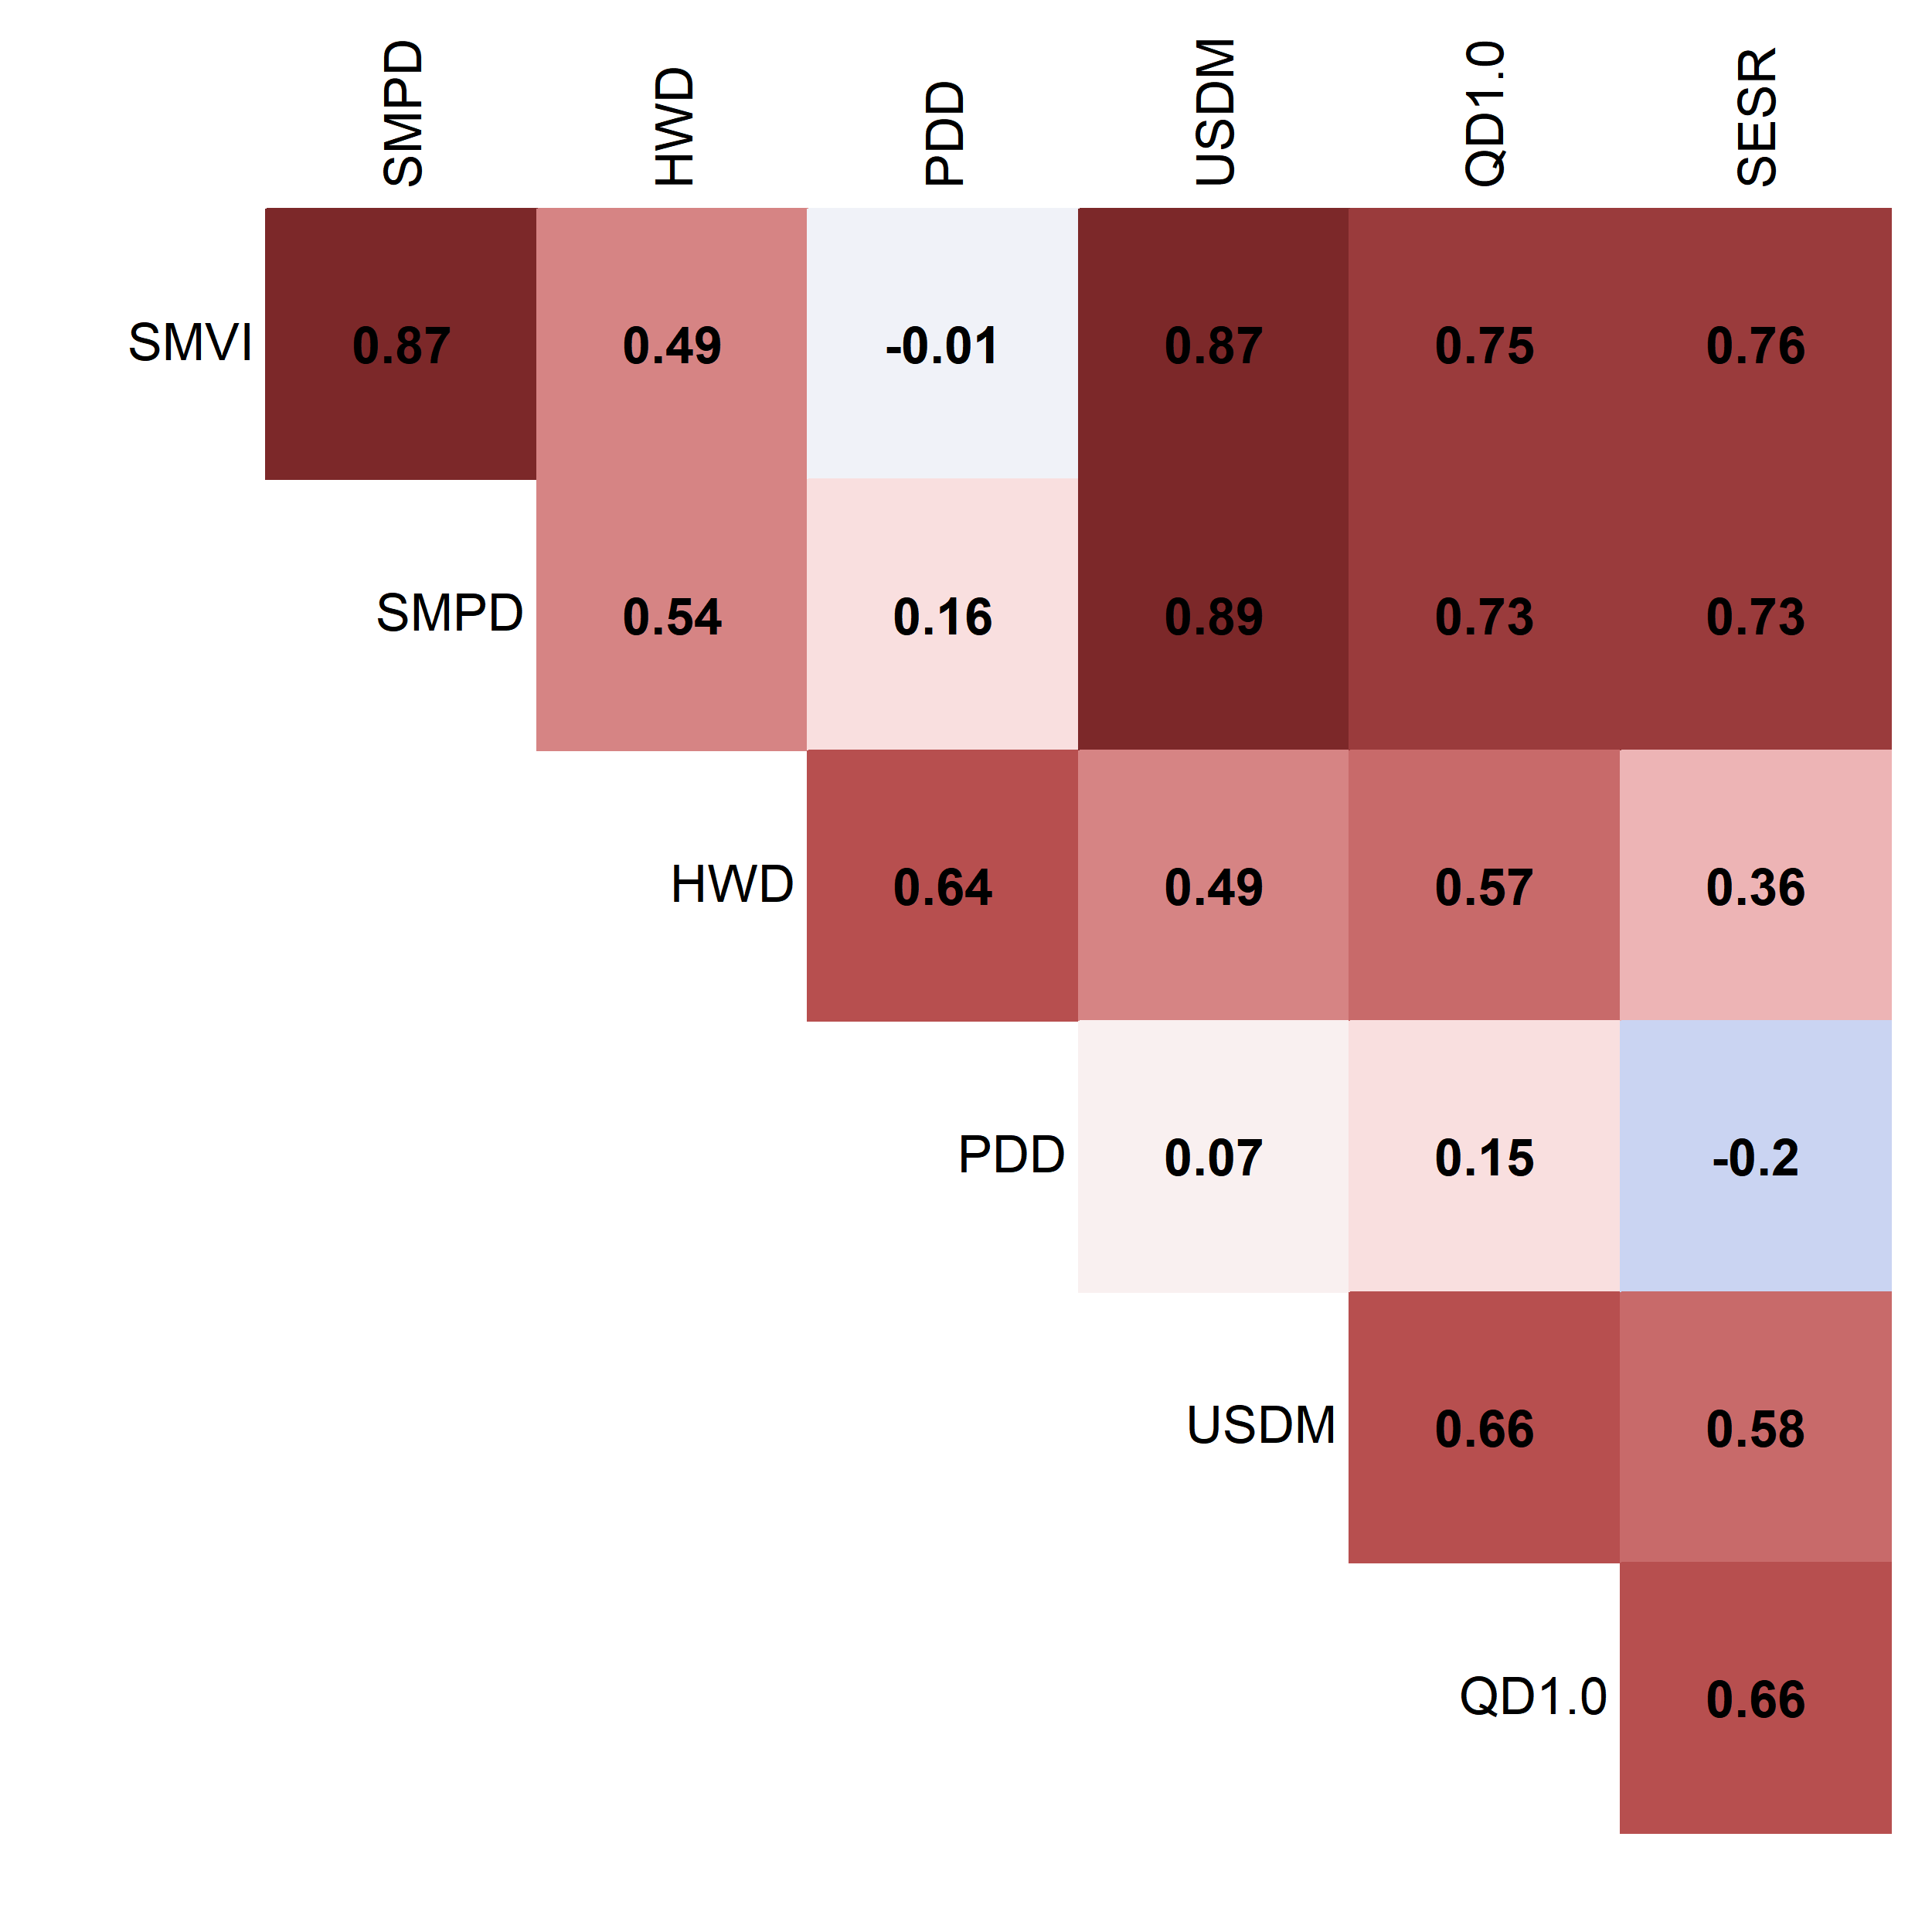 SMPD HWD PDD USDM QD1.0 SESR
SMVI 0.87 0.49 -0.01 0.87 0.75 0.76
SMPD 0.54 0.16 0.89 0.73 0.73
HWD 0.64 0.49 0.57 0.36
PDD 0.07 0.15 -0.2
USDM 0.66 0.58
QD1.0 0.66